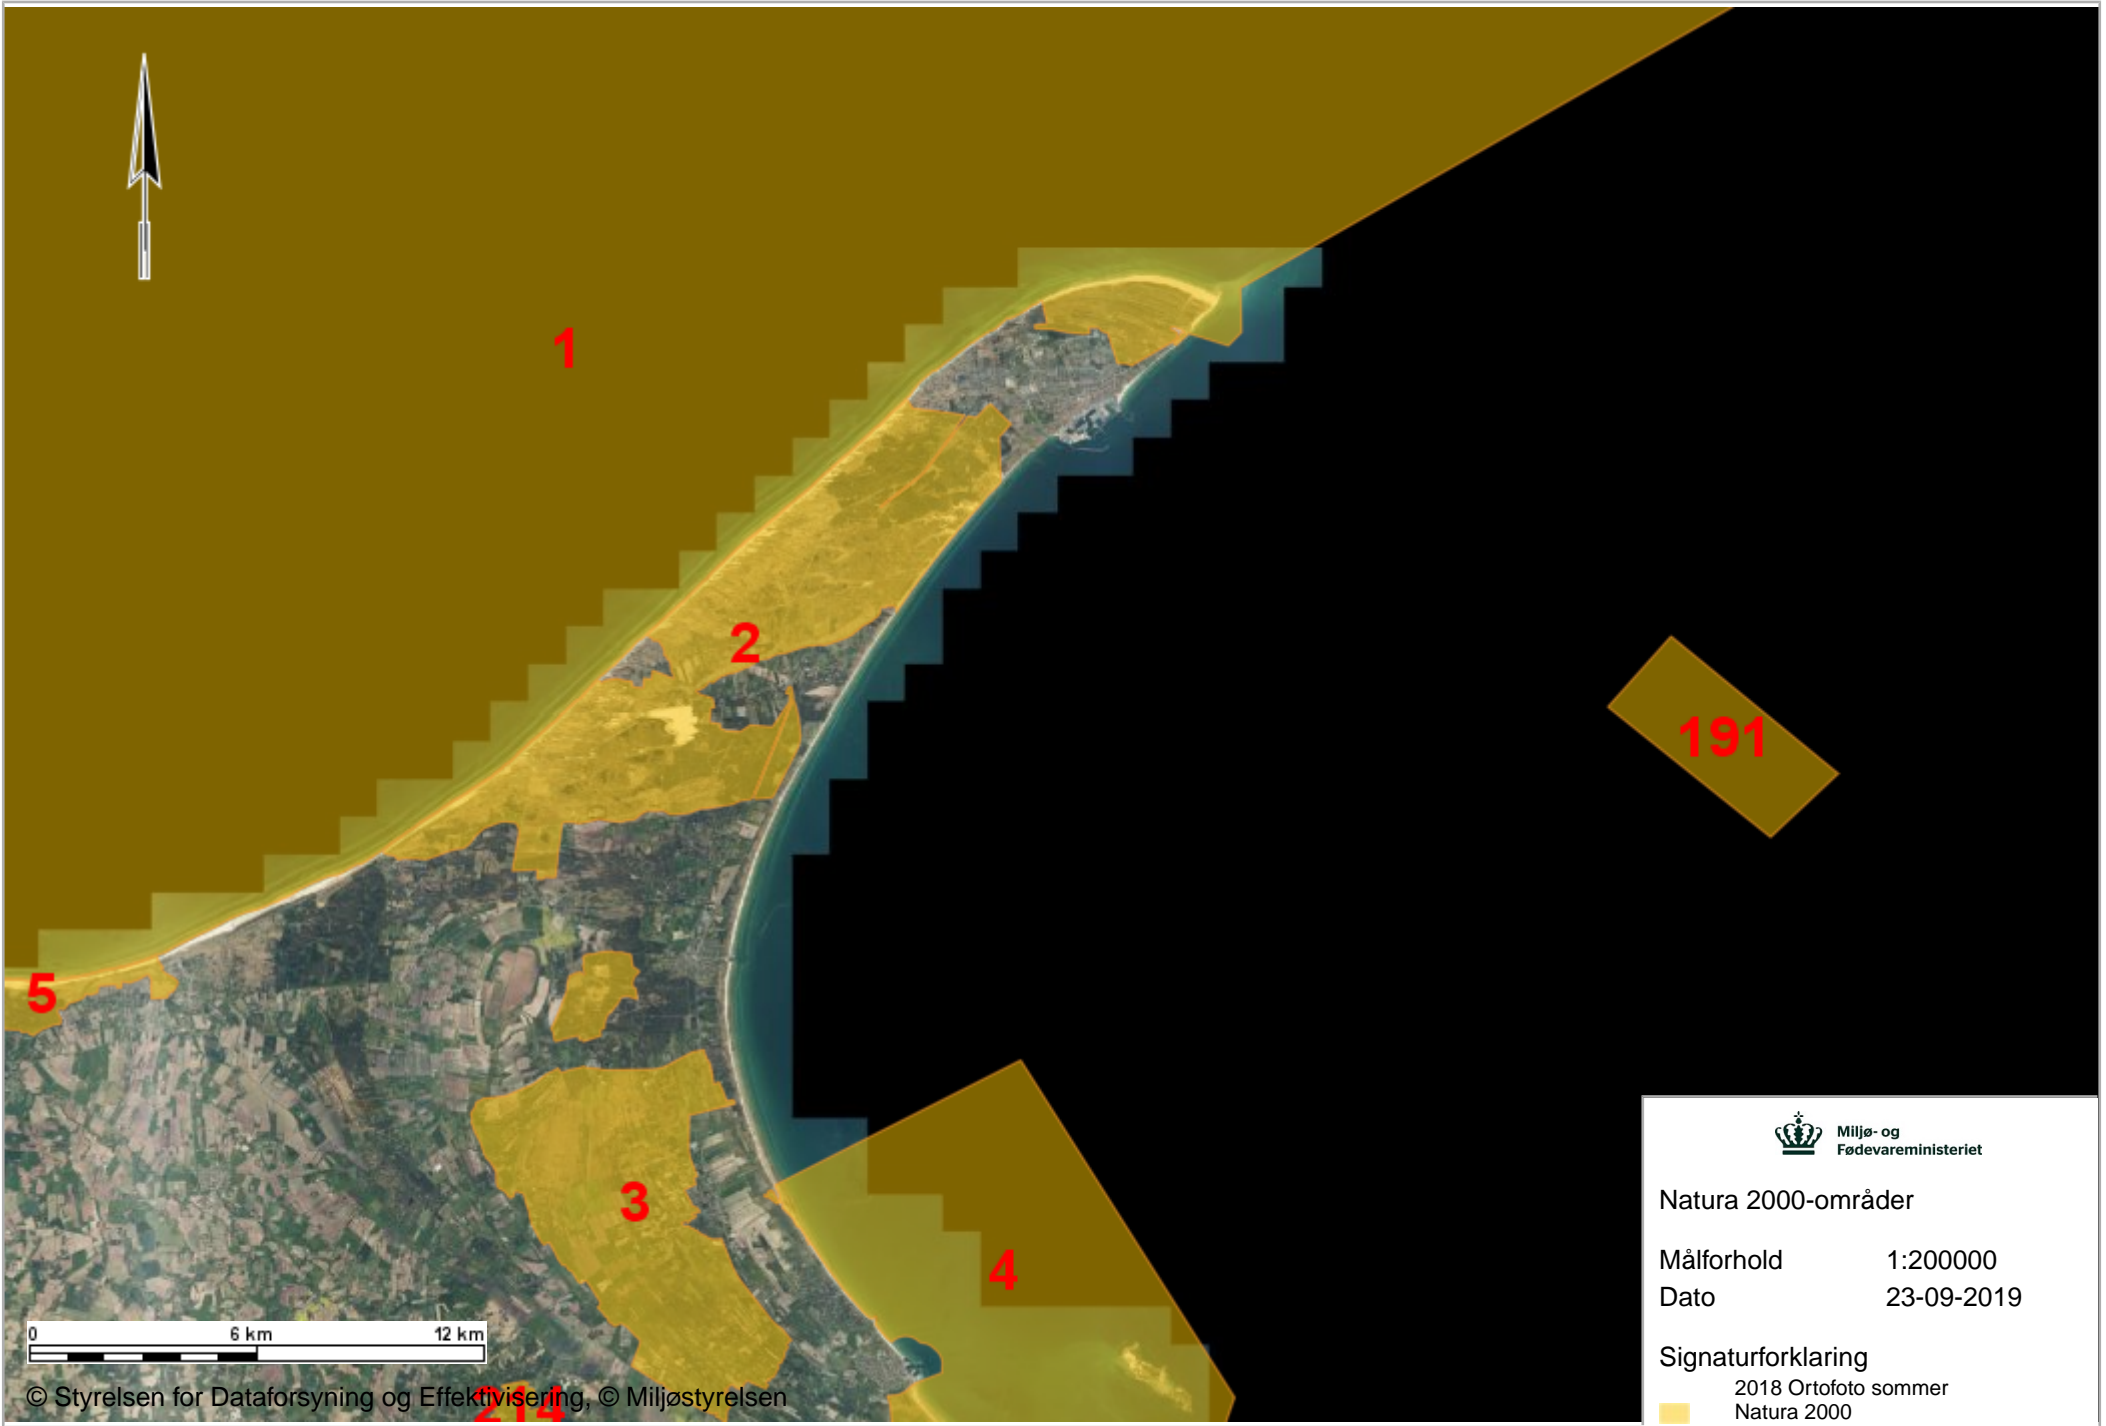 1
2
191
5
3
4
214
0 6 km 12 km
© Styrelsen for Dataforsyning og Effektivisering, © Miljøstyrelsen
Miljø- og
Fødevareministeriet
Natura 2000-områder
Målforhold 1:200000
Dato 23-09-2019
Signaturforklaring
2018 Ortofoto sommer
Natura 2000